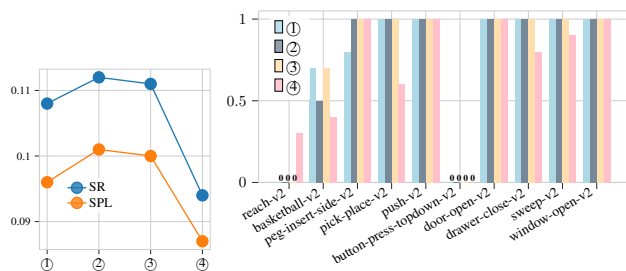 0.11
0.1
0.09
SR
SPL
① ② ③ ④
1
0.5
0
①
②
③
④
0 0 0
0 0 0 0
reach-v2
basketball-v2
peg-insert-side-v2
pick-place-v2
push-v2
button-press-topdown-v2
door-open-v2
drawer-close-v2
sweep-v2
window-open-v2